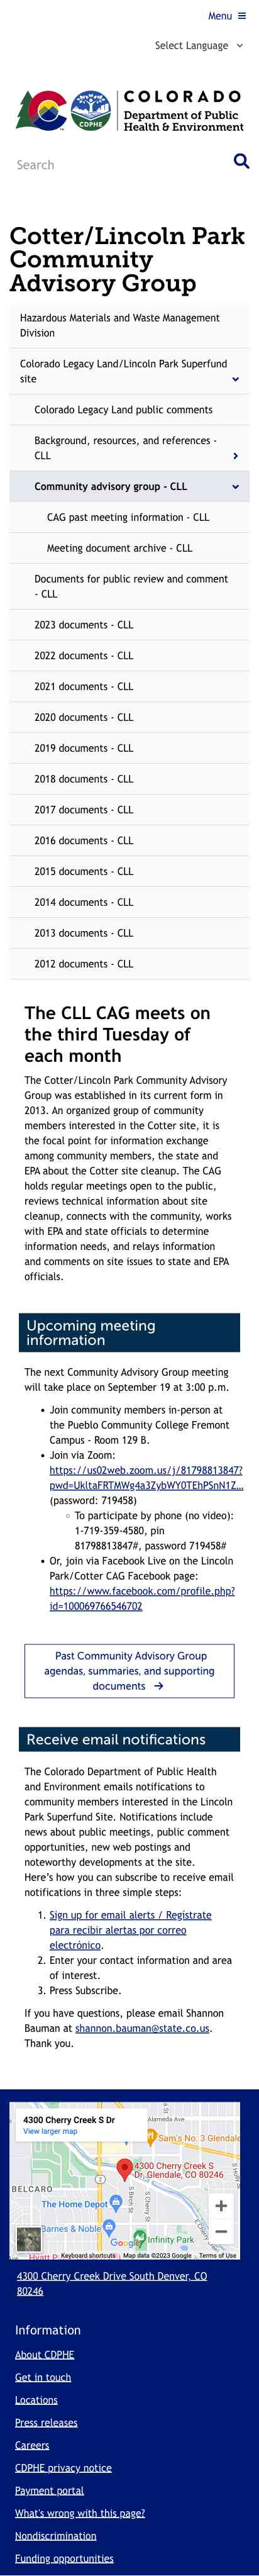 Menu
Select Language
COLORADO
Department of Public
Health & Environment
CDPHE
Search
Cotter/Lincoln Park
Community
Advisory Group
Hazardous Materials and Waste Management
Division
Colorado Legacy Land/Lincoln Park Superfund
site
Colorado Legacy Land public comments
Background, resources, and references -
CLL
Community advisory group - CLL
CAG past meeting information - CLL
Meeting document archive - CLL
Documents for public review and comment
- CLL
2023 documents - CLL
2022 documents - CLL
2021 documents - CLL
2020 documents - CLL
2019 documents - CLL
2018 documents - CLL
2017 documents - CLL
2016 documents - CLL
2015 documents - CLL
2014 documents - CLL
2013 documents - CLL
2012 documents - CLL
The CLL CAG meets on
the third Tuesday of
each month
The Cotter/Lincoln Park Community Advisory
Group was established in its current form in
2013. An organized group of community
members interested in the Cotter site, it is
the focal point for information exchange
among community members, the state and
EPA about the Cotter site cleanup. The CAG
holds regular meetings open to the public,
reviews technical information about site
cleanup, connects with the community, works
with EPA and state officials to determine
information needs, and relays information
and comments on site issues to state and EPA
officials.
Upcoming meeting
information
The next Community Advisory Group meeting
will take place on September 19 at 3:00 p.m.
• Join community members in-person at
the Pueblo Community College Fremont
Campus - Room 129 B.
• Join via Zoom:
https://us02web.zoom.us/j/81798813847?
pwd=UkltaFRTMWg4a3ZybWY0TEhPSnN1Z...
(password: 719458)
○ To participate by phone (no video):
1-719-359-4580, pin
81798813847#, password 719458#
• Or, join via Facebook Live on the Lincoln
Park/Cotter CAG Facebook page:
https://www.facebook.com/profile.php?
id=100069766546702
Past Community Advisory Group
agendas, summaries, and supporting
documents →
Receive email notifications
The Colorado Department of Public Health
and Environment emails notifications to
community members interested in the Lincoln
Park Superfund Site. Notifications include
news about public meetings, public comment
opportunities, new web postings and
noteworthy developments at the site.
Here's how you can subscribe to receive email
notifications in three simple steps:
1. Sign up for email alerts / Regístrate
para recibir alertas por correo
electrónico.
2. Enter your contact information and area
of interest.
3. Press Subscribe.
If you have questions, please email Shannon
Bauman at shannon.bauman@state.co.us.
Thank you.
4300 Cherry Creek S Dr
View larger map
Alameda Ave
Sam's No. 3 Glendale
4300 Cherry Creek S
Dr, Glendale, CO 80246
BELCARO
2
The Home Depot
S Birch St
S Cherry St
E Cherry
Barnes & Noble
Infinity Park
Google
Hyatt P
Keyboard shortcuts
Map data ©2023 Google
Terms of Use
4300 Cherry Creek Drive South Denver, CO
80246
Information
About CDPHE
Get in touch
Locations
Press releases
Careers
CDPHE privacy notice
Payment portal
What's wrong with this page?
Nondiscrimination
Funding opportunities